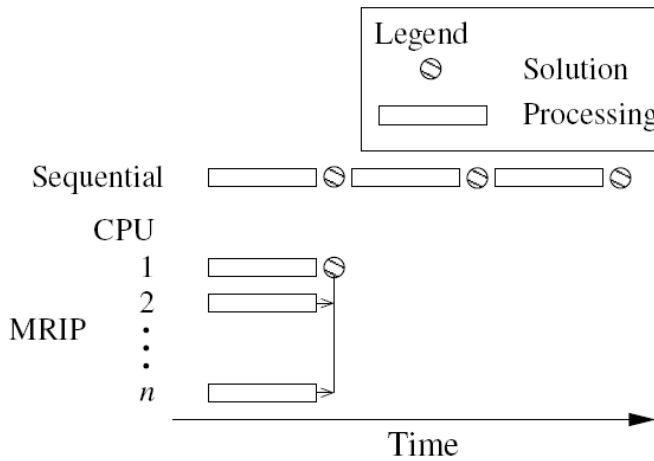 Legend
Solution
Processing
Sequential
CPU
1
2
MRIP
n
Time